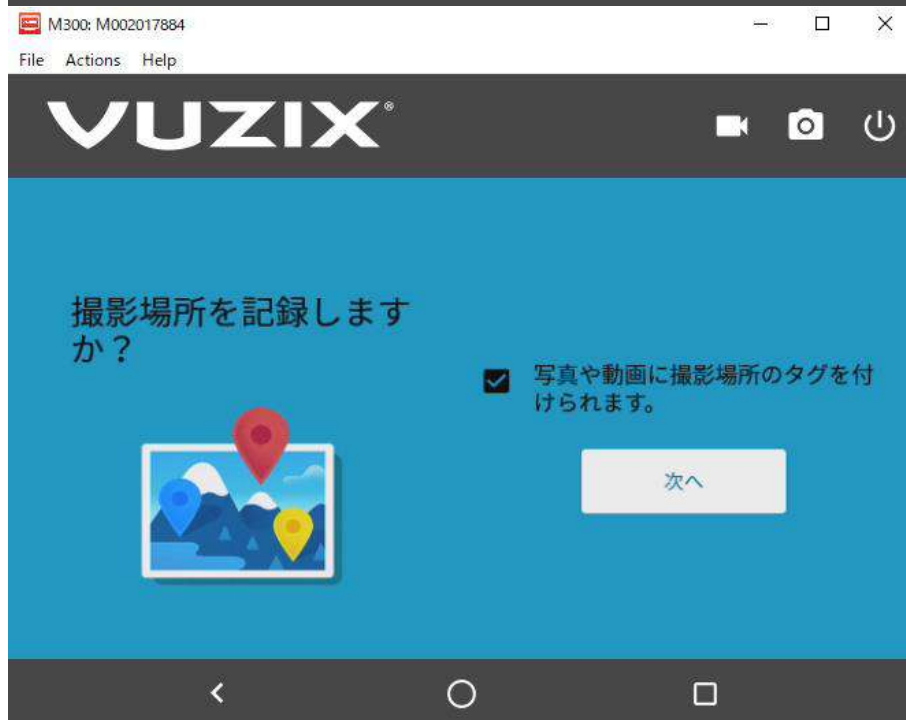 M300: M002017884
File Actions Help
VUZIX®
撮影場所を記録します
か？
写真や動画に撮影場所のタグを付
けられます。
次へ